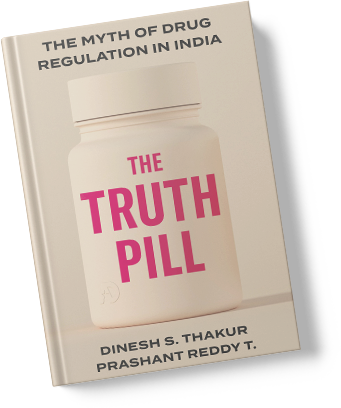 THE MYTH OF DRUG
REGULATION IN INDIA
THE
TRUTH
PILL
DINESH S. THAKUR
PRASHANT REDDY T.